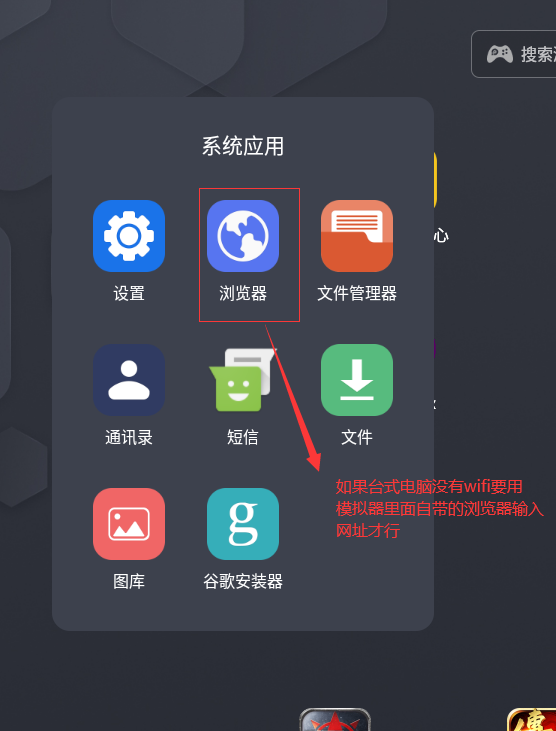 搜索
系统应用
设置
浏览器
文件管理器
心
通讯录
短信
文件
如果台式电脑没有wifi要用
模拟器里面自带的浏览器输入
网址才行
g
图库
谷歌安装器